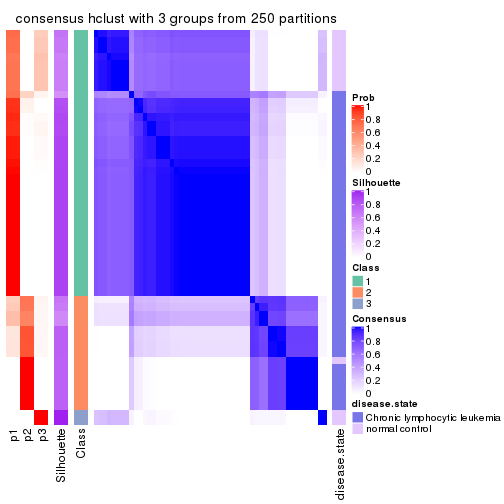 consensus hclust with 3 groups from 250 partitions
Prob
1
0.8
0.6
0.4
0.2
0
Silhouette
1
0.8
0.6
0.4
0.2
0
Class
1
2
3
Consensus
1
0.8
0.6
0.4
0.2
0
disease.state
Chronic lymphocytic leukemia
normal control
p1
p2
p3
Silhouette
Class
disease.state